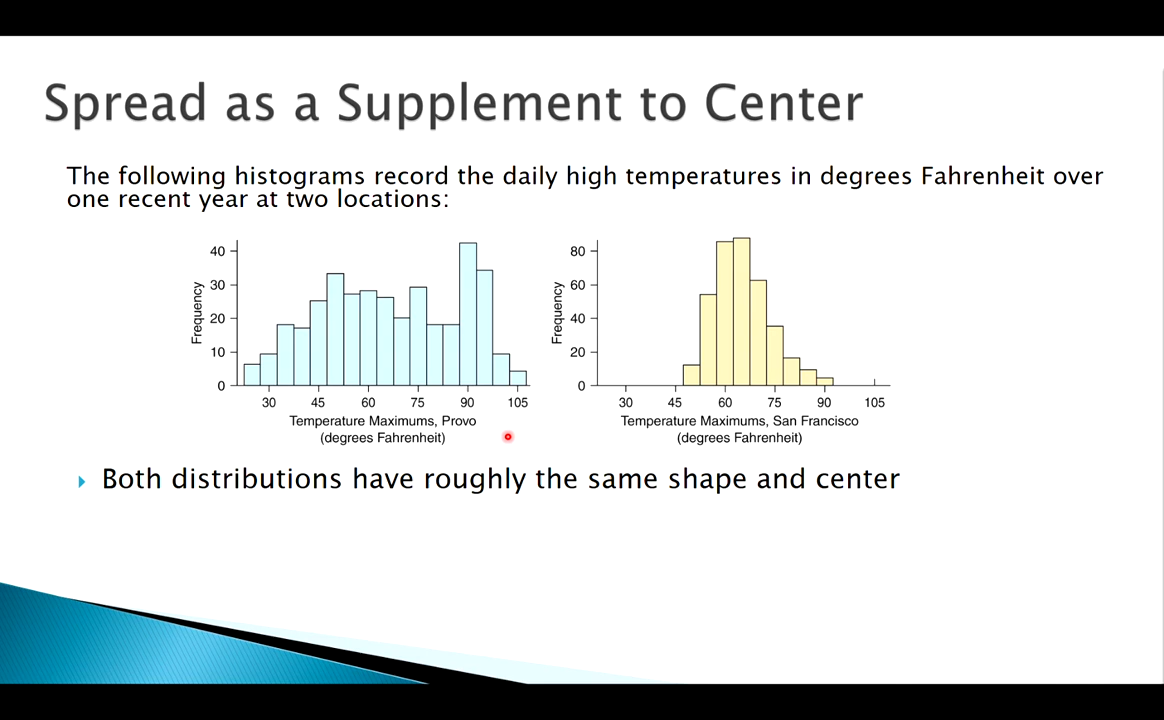 Spread as a Supplement to Center
The following histograms record the daily high temperatures in degrees Fahrenheit over
one recent year at two locations:
40
30
20
10
0
Frequency
30 45 60 75 90 105
Temperature Maximums, Provo
(degrees Fahrenheit)
80
60
40
20
0
Frequency
30 45 60 75 90 105
Temperature Maximums, San Francisco
(degrees Fahrenheit)
Both distributions have roughly the same shape and center